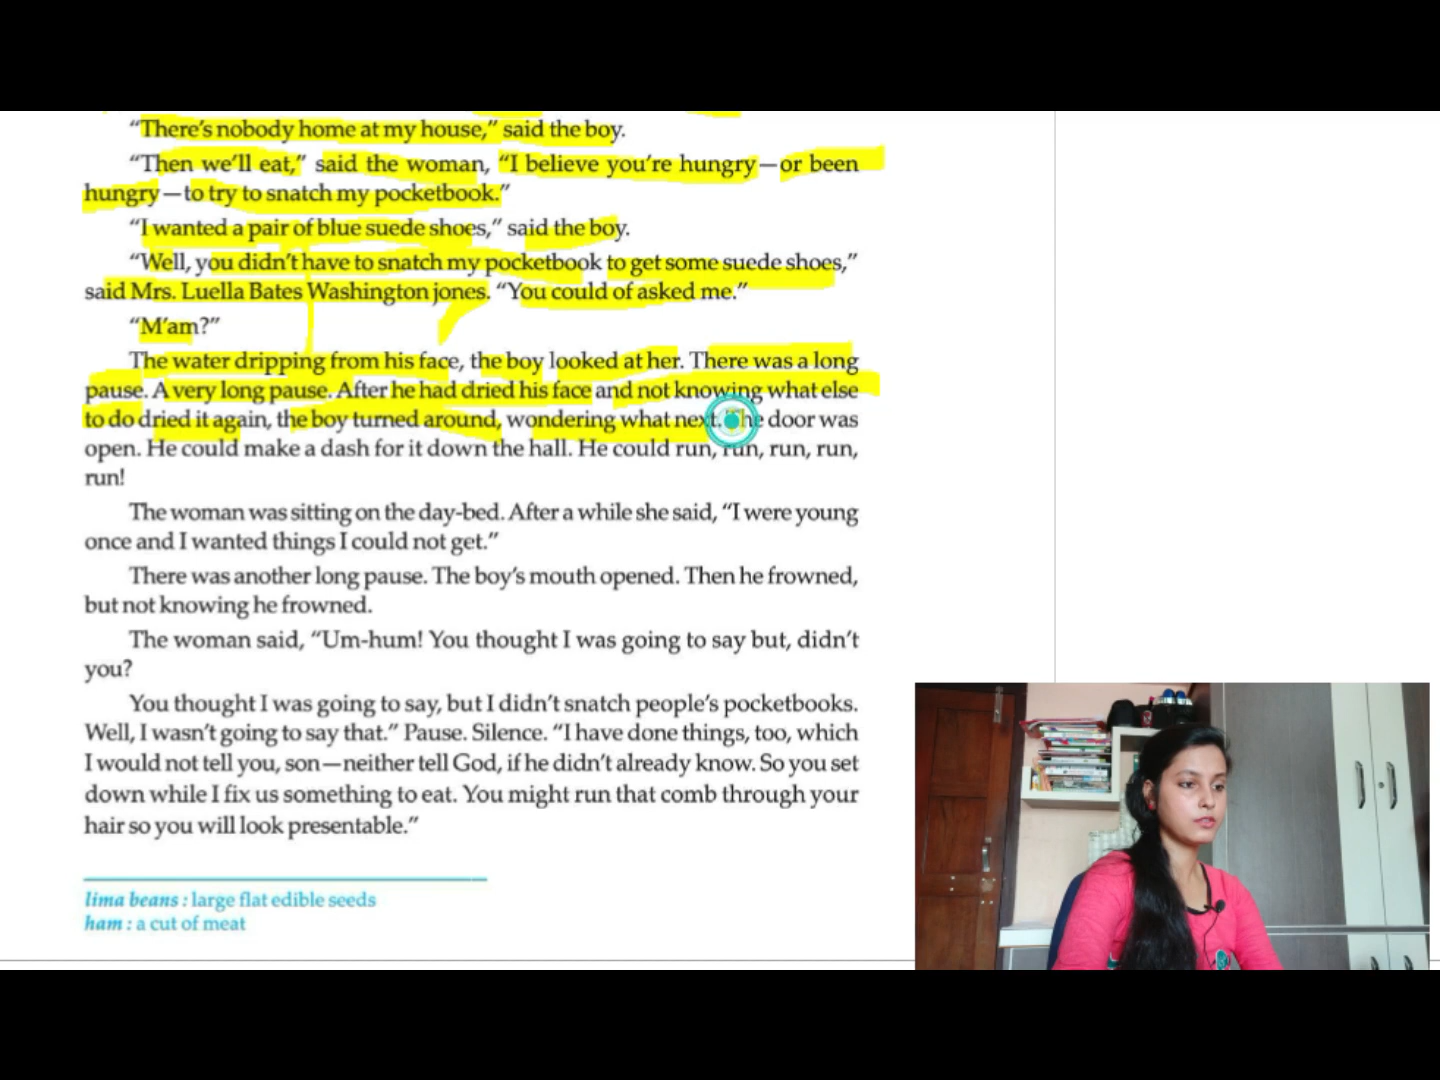 “There’s nobody home at my house,” said the boy.
“Then we’ll eat,” said the woman, “I believe you’re hungry—or been
hungry—to try to snatch my pocketbook.”
“I wanted a pair of blue suede shoes,” said the boy.
“Well, you didn’t have to snatch my pocketbook to get some suede shoes,”
said Mrs. Luella Bates Washington jones. “You could of asked me.”
“M’am?”
The water dripping from his face, the boy looked at her. There was a long
pause. A very long pause. After he had dried his face and not knowing what else
to do dried it again, the boy turned around, wondering what next. The door was
open. He could make a dash for it down the hall. He could run, run, run, run,
run!
The woman was sitting on the day-bed. After a while she said, “I were young
once and I wanted things I could not get.”
There was another long pause. The boy’s mouth opened. Then he frowned,
but not knowing he frowned.
The woman said, “Um-hum! You thought I was going to say but, didn’t
you?
You thought I was going to say, but I didn’t snatch people’s pocketbooks.
Well, I wasn’t going to say that.” Pause. Silence. “I have done things, too, which
I would not tell you, son—neither tell God, if he didn’t already know. So you set
down while I fix us something to eat. You might run that comb through your
hair so you will look presentable.”
lima beans : large flat edible seeds
ham : a cut of meat